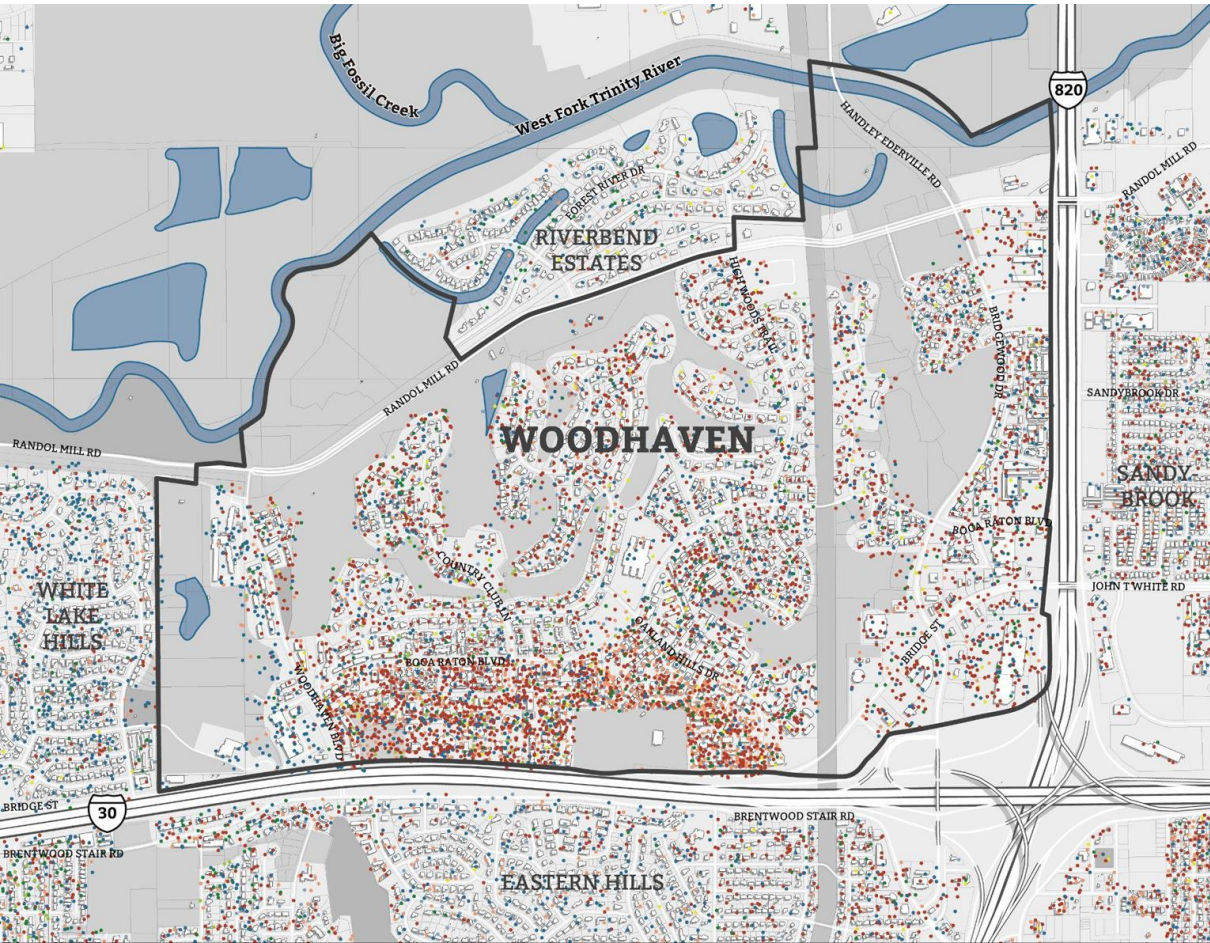 Big Fossil Creek
West Fork Trinity River
820
HANDLEY EDERVILLE RD
RANDOL MILL RD
FOREST RIVER DR
RIVERBEND
ESTATES
HIGH WOODS TRAIL
BRIDGEWOOD DR
RANDOL MILL RD
SANDYBROOK DR
WOODHAVEN
RANDOL MILL RD
SANDY
BROOK
BOCA RATON BLVD
COUNTRY CLUB LN
WHITE
LAKE
HILLS
JOHN T WHITE RD
OAKLAND HILLS DR
BRIDGE ST
BOCA RATON BLVD
WOODHAVEN BLVD
BRIDGE ST
30
BRENTWOOD STAIR RD
BRENTWOOD STAIR RD
EASTERN HILLS